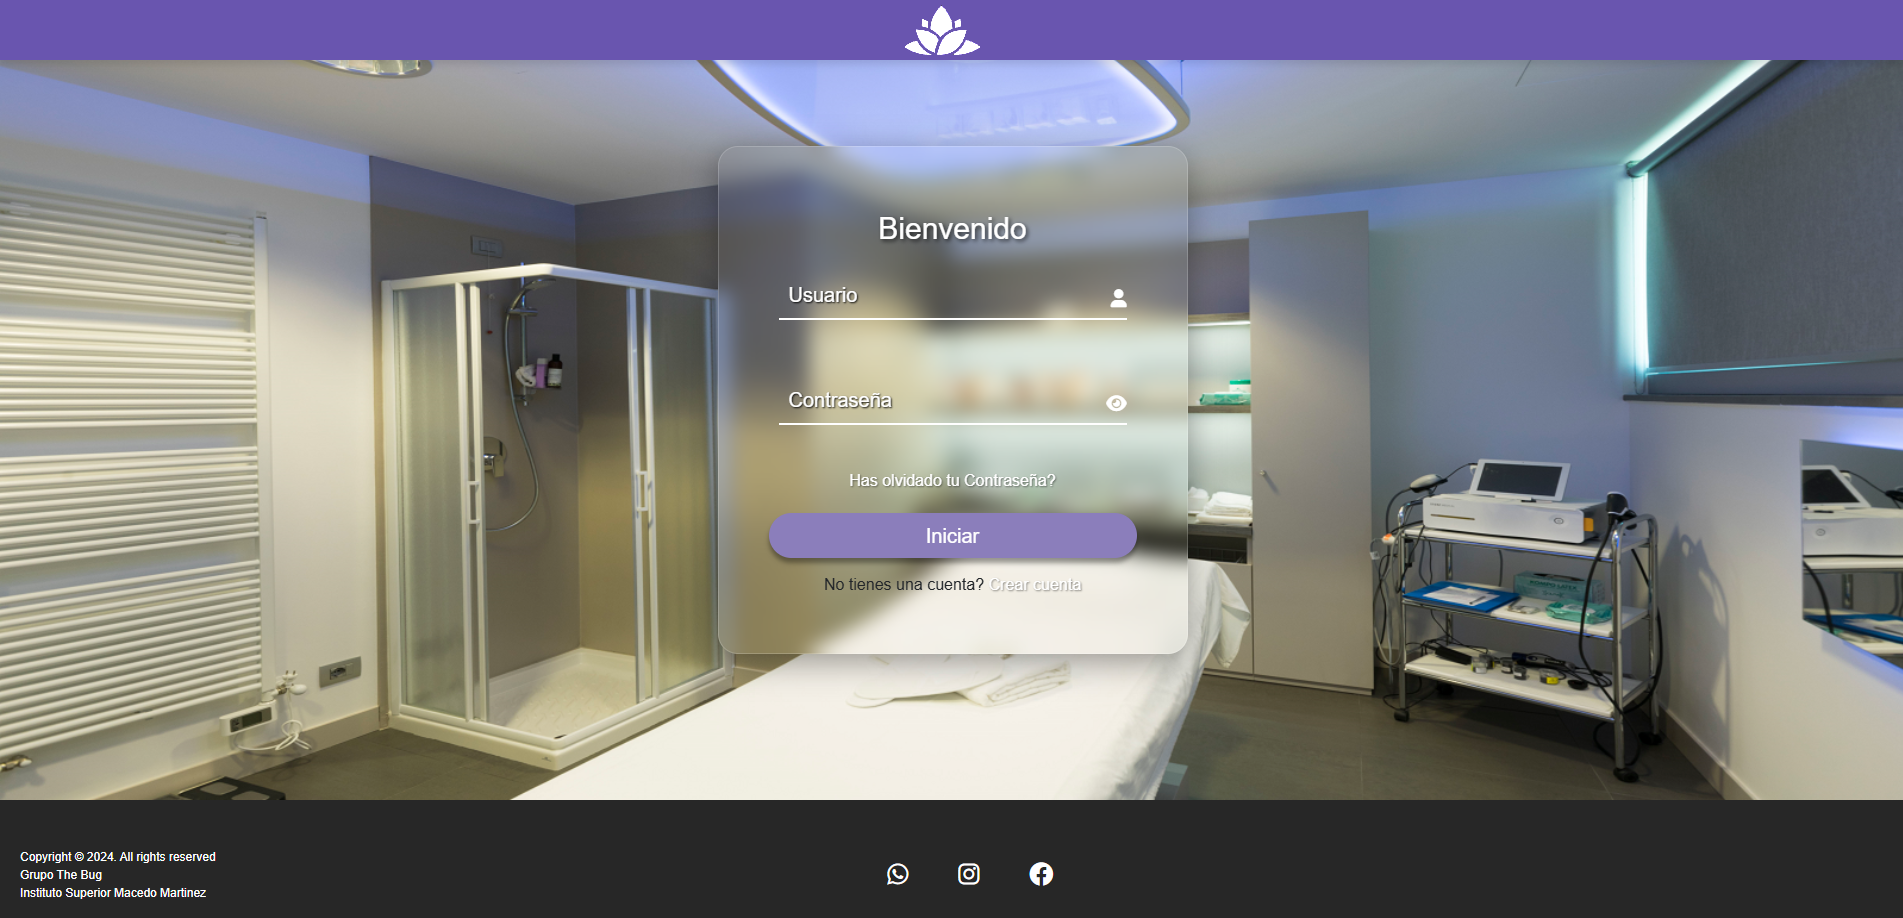 Bienvenido
Usuario
Contraseña
Has olvidado tu Contraseña?
Iniciar
No tienes una cuenta? Crear cuenta
Copyright © 2024. All rights reserved
Grupo The Bug
Instituto Superior Macedo Martinez